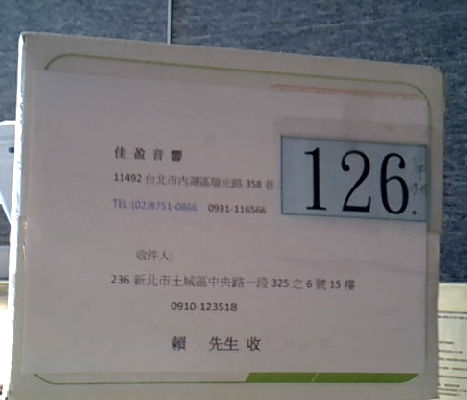 佳盈音響
126.
11492 台北市內湖區瑞光路 358 巷
TEL:(02)8751-0866 0931-116566
收件人:
236 新北市土城區中央路一段 325 之 6 號 15 樓
0910-123518
賴 先生 收